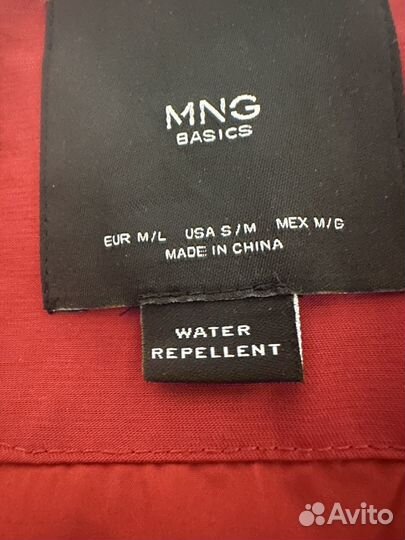 MNG
BASICS
EUR M/L USA S/M MEX M/G
MADE IN CHINA
WATER
REPELLENT
Avito